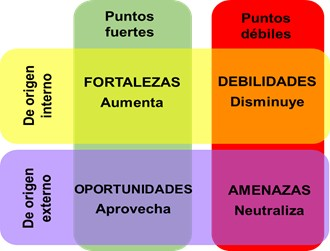 Puntos
fuertes
Puntos
débiles
De origen
interno
FORTALEZAS
Aumenta
DEBILIDADES
Disminuye
De origen
externo
OPORTUNIDADES
Aprovecha
AMENAZAS
Neutraliza